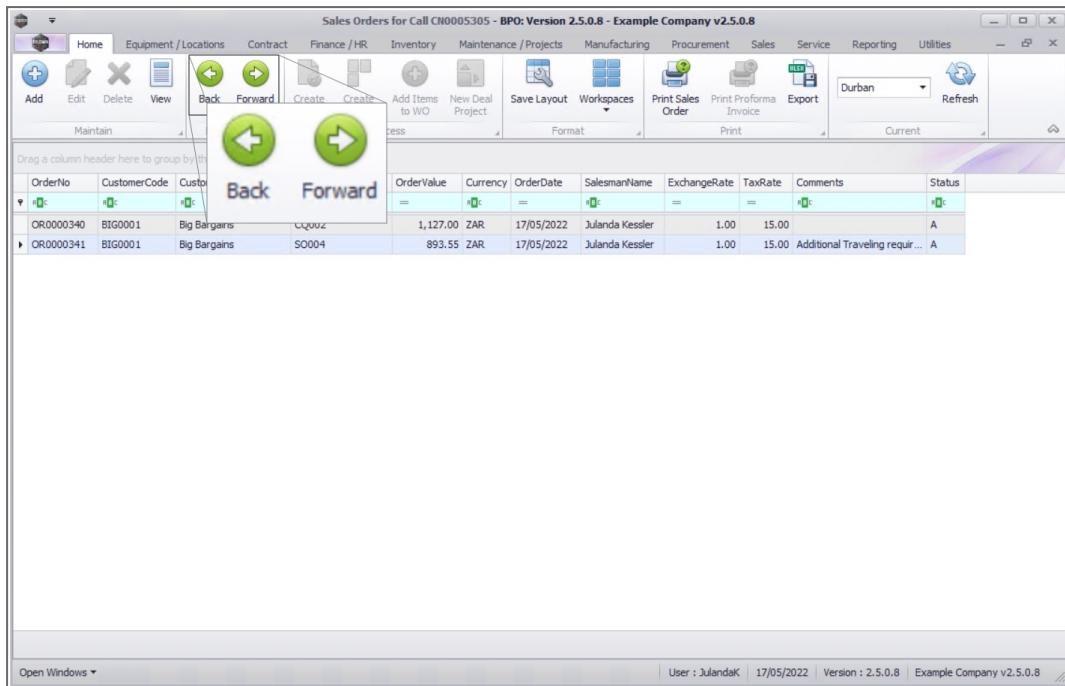 Sales Orders for Call CN0005305 - BPO: Version 2.5.0.8 - Example Company v2.5.0.8
Home Equipment / Locations Contract Finance / HR Inventory Maintenance / Projects Manufacturing Procurement Sales Service Reporting Utilities
Add Edit Delete View Back Forward Create Create Add Items to WO New Deal Project Save Layout Workspaces Print Sales Order Print Proforma Invoice Export Durban Refresh
Maintain Format Print Current
Back Forward
Drag a column header here to group by
OrderNo CustomerCode OrderValue Currency OrderDate SalesmanName ExchangeRate TaxRate Comments Status
OR0000340 BIG0001 Big Bargains CQ002 1,127.00 ZAR 17/05/2022 Julanda Kessler 1.00 15.00 A
OR0000341 BIG0001 Big Bargains SO004 893.55 ZAR 17/05/2022 Julanda Kessler 1.00 15.00 Additional Traveling requir... A
Open Windows User : JulandaK 17/05/2022 Version : 2.5.0.8 Example Company v2.5.0.8